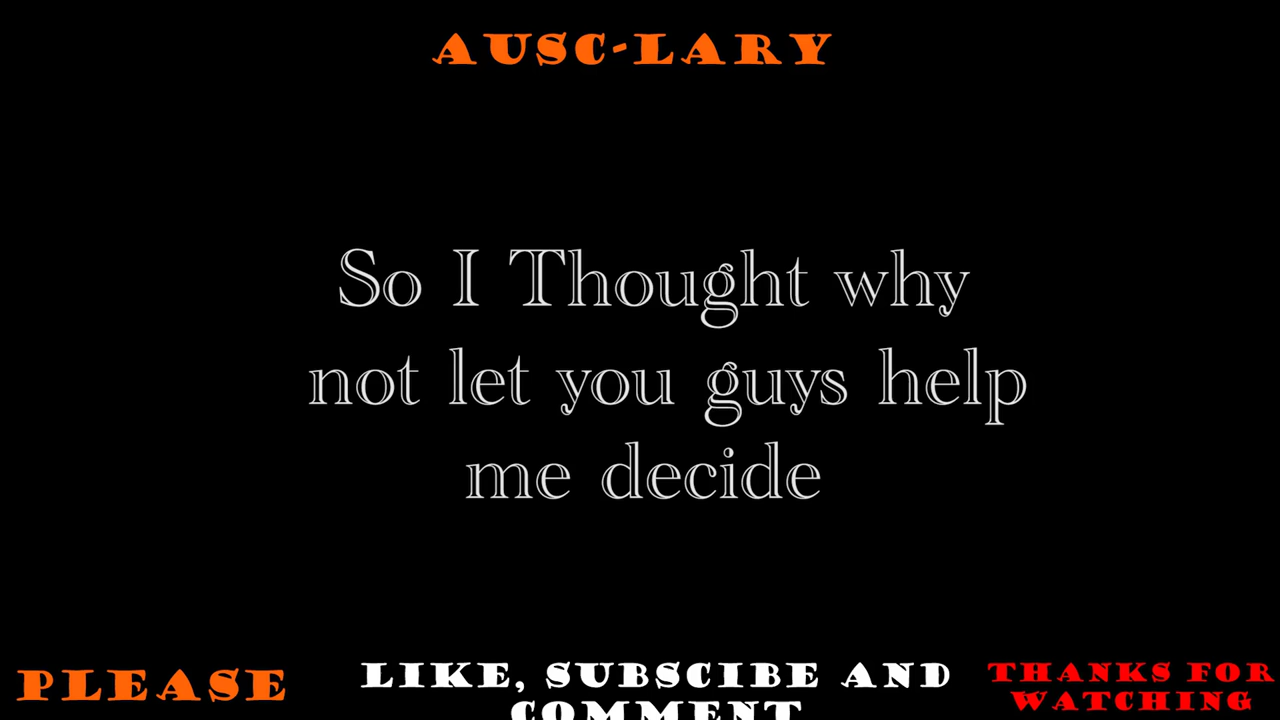 AUSC-LARY
So I Thought why
not let you guys help
me decide
PLEASE
LIKE, SUBSCIBE AND
COMMENT
THANKS FOR
WATCHING